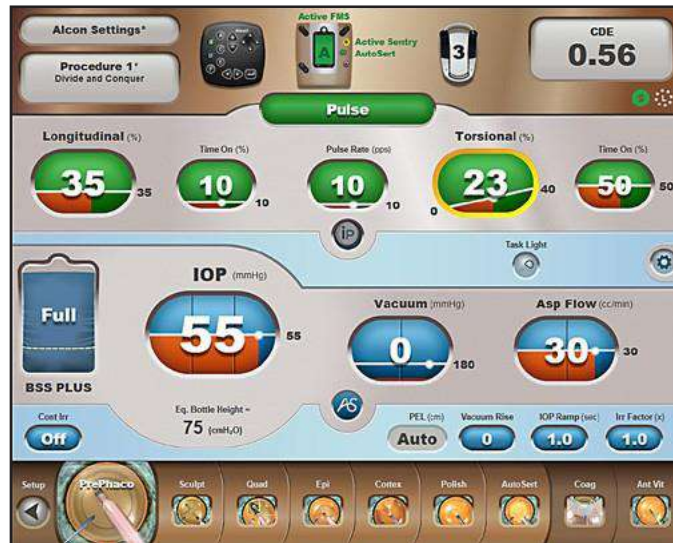 Alcon Settings*
Procedure 1*
Divide and Conquer
Active FMS
A
Active Sentry
AutoSert
3
CDE
0.56
Pulse
Longitudinal (%)
35
35
Time On (%)
10
10
Pulse Rate (pps)
10
10
Torsional (%)
23
0
40
Time On (%)
50
50
iP
Task Light
Full
BSS PLUS
IOP (mmHg)
55
55
Vacuum (mmHg)
0
180
Asp Flow (cc/min)
30
30
Eq. Bottle Height ~
75 (cmH₂O)
AS
Cont Irr
Off
PEL (cm)
Auto
Vacuum Rise
0
IOP Ramp (sec)
1.0
Irr Factor (x)
1.0
Setup
PrePhaco
Sculpt
Quad
Epi
Cortex
Polish
AutoSert
Coag
Ant Vit